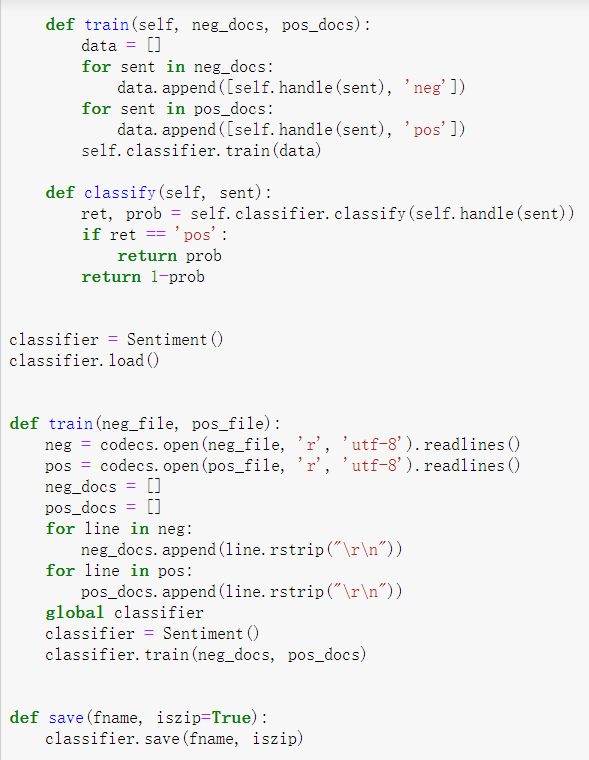 def train(self, neg_docs, pos_docs):
        data = []
        for sent in neg_docs:
            data.append([self.handle(sent), 'neg'])
        for sent in pos_docs:
            data.append([self.handle(sent), 'pos'])
        self.classifier.train(data)

    def classify(self, sent):
        ret, prob = self.classifier.classify(self.handle(sent))
        if ret == 'pos':
            return prob
        return 1-prob


classifier = Sentiment()
classifier.load()


def train(neg_file, pos_file):
    neg = codecs.open(neg_file, 'r', 'utf-8').readlines()
    pos = codecs.open(pos_file, 'r', 'utf-8').readlines()
    neg_docs = []
    pos_docs = []
    for line in neg:
        neg_docs.append(line.rstrip("\r\n"))
    for line in pos:
        pos_docs.append(line.rstrip("\r\n"))
    global classifier
    classifier = Sentiment()
    classifier.train(neg_docs, pos_docs)


def save(fname, iszip=True):
    classifier.save(fname, iszip)